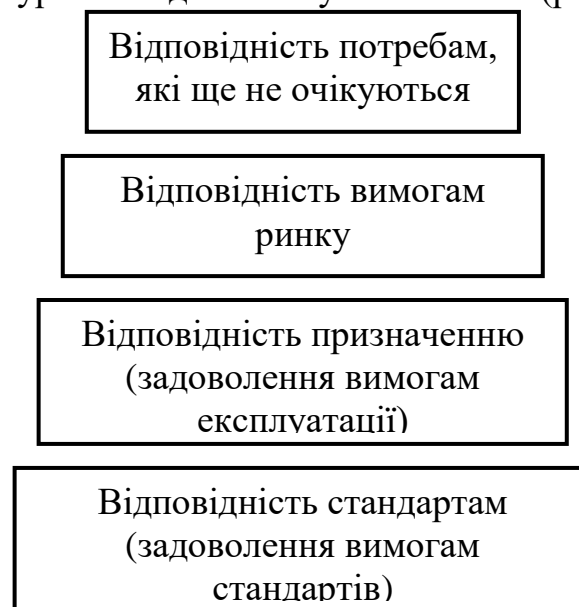 Відповідність потребам,
які ще не очікуються
Відповідність вимогам
ринку
Відповідність призначенню
(задоволення вимогам
експлуатації)
Відповідність стандартам
(задоволення вимогам
стандартів)